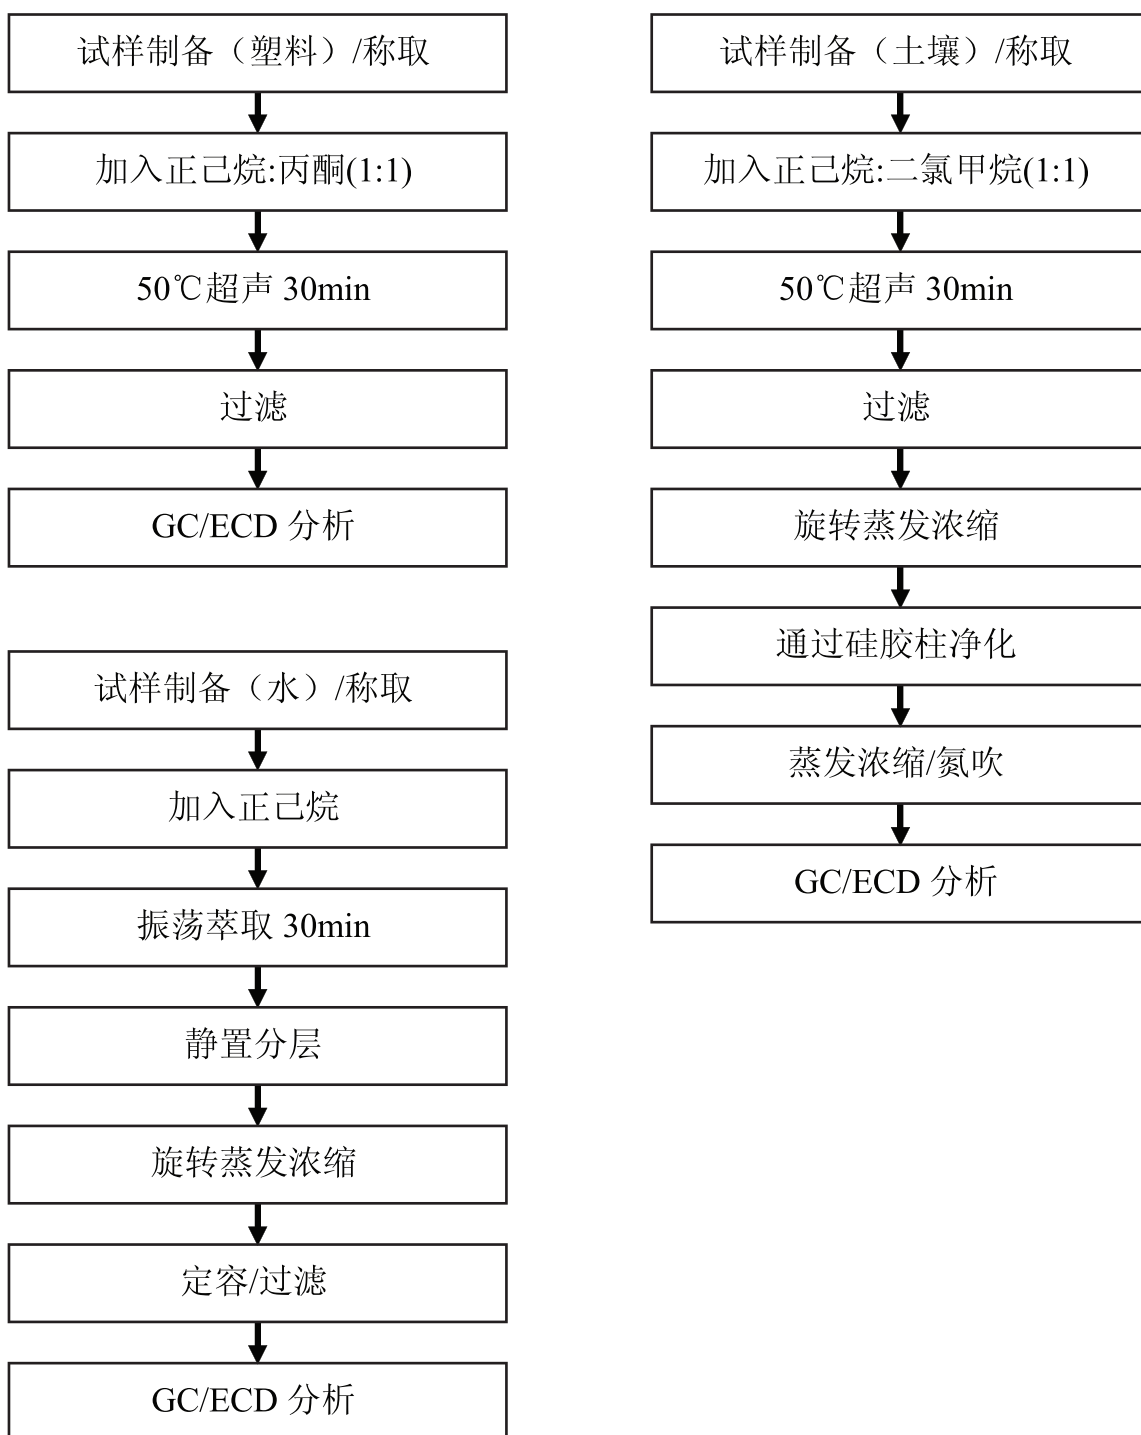 试样制备（塑料）/称取
加入正己烷:丙酮(1:1)
50℃超声 30min
过滤
GC/ECD 分析
试样制备（水）/称取
加入正己烷
振荡萃取 30min
静置分层
旋转蒸发浓缩
定容/过滤
GC/ECD 分析
试样制备（土壤）/称取
加入正己烷:二氯甲烷(1:1)
50℃超声 30min
过滤
旋转蒸发浓缩
通过硅胶柱净化
蒸发浓缩/氮吹
GC/ECD 分析